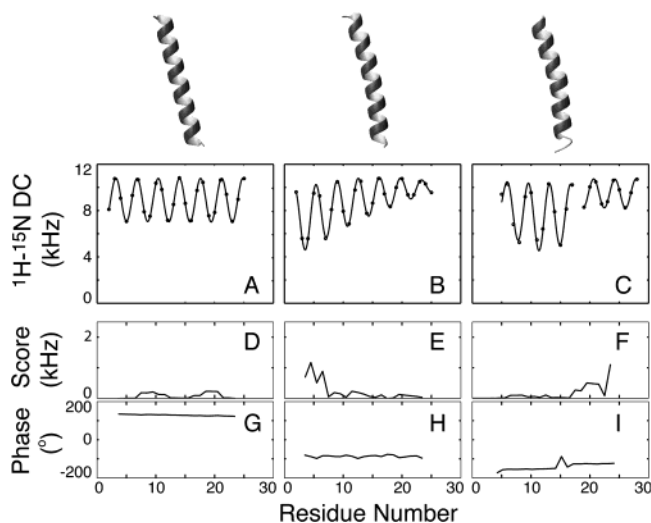 ¹H-¹⁵N DC
(kHz)
12
8
4
0
A
B
C
Score
(kHz)
2
0
D
E
F
Phase
(°)
200
0
-200
G
H
I
0 10 20 30 0 10 20 30 0 10 20 30
Residue Number